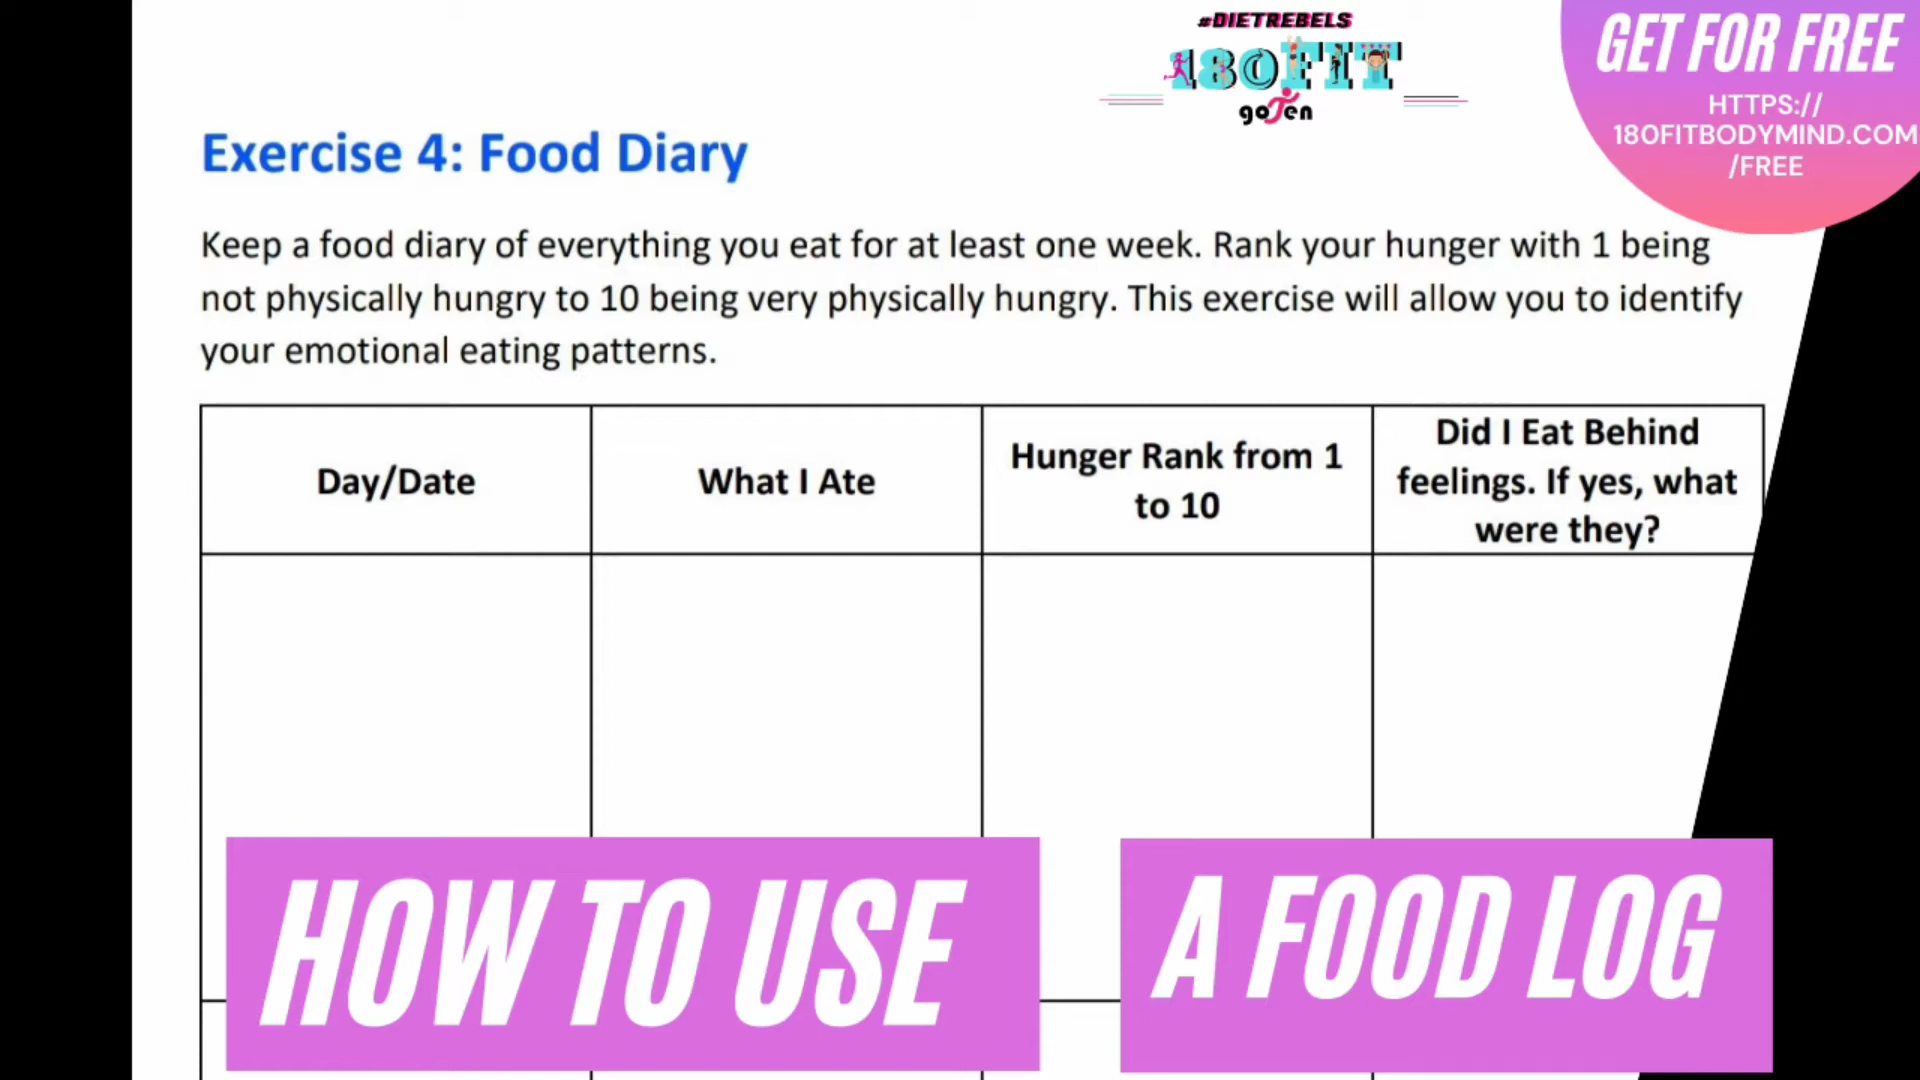 #DIETREBELS
180FIT
goTen
GET FOR FREE
HTTPS://
180FITBODYMIND.COM
/FREE
Exercise 4: Food Diary
Keep a food diary of everything you eat for at least one week. Rank your hunger with 1 being
not physically hungry to 10 being very physically hungry. This exercise will allow you to identify
your emotional eating patterns.
Day/Date
What I Ate
Hunger Rank from 1
to 10
Did I Eat Behind
feelings. If yes, what
were they?
HOW TO USE
A FOOD LOG